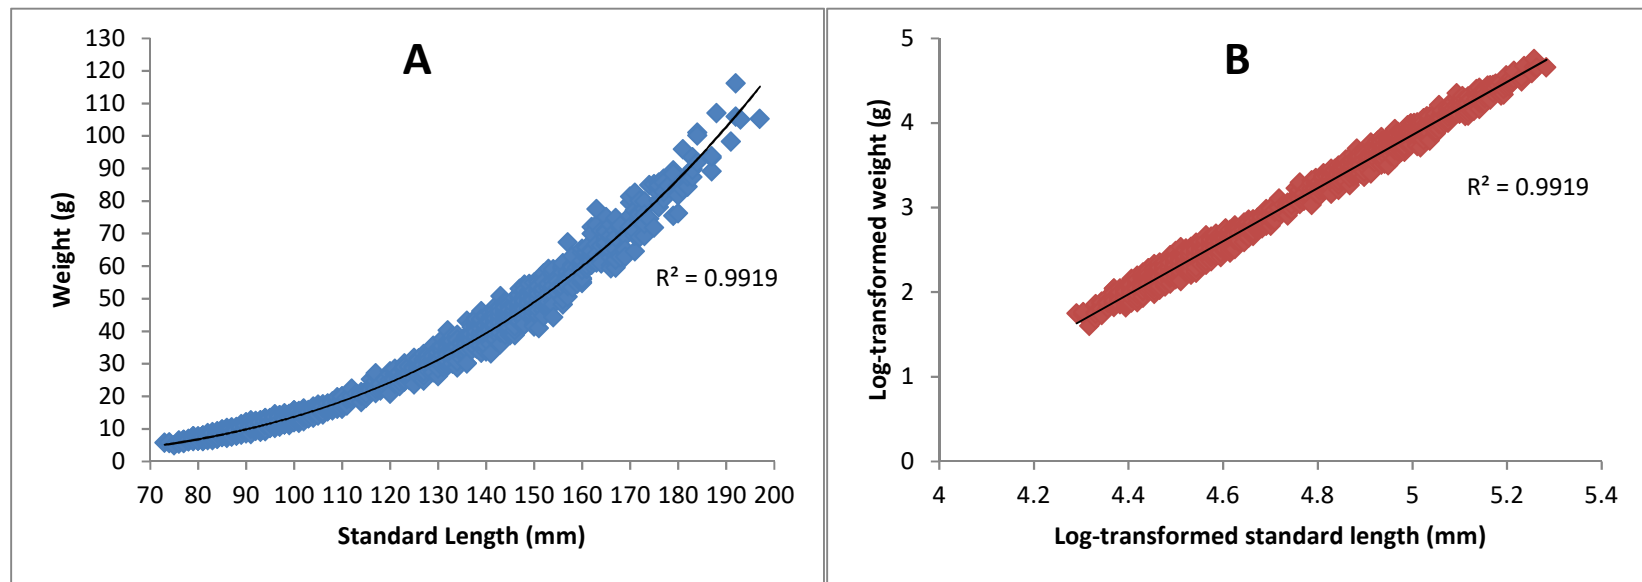 A
130
120
110
100
90
80
70
60
50
40
30
20
10
0
Weight (g)
R² = 0.9919
70 80 90 100 110 120 130 140 150 160 170 180 190 200
Standard Length (mm)
B
5
4
3
2
1
0
Log-transformed weight (g)
R² = 0.9919
4 4.2 4.4 4.6 4.8 5 5.2 5.4
Log-transformed standard length (mm)